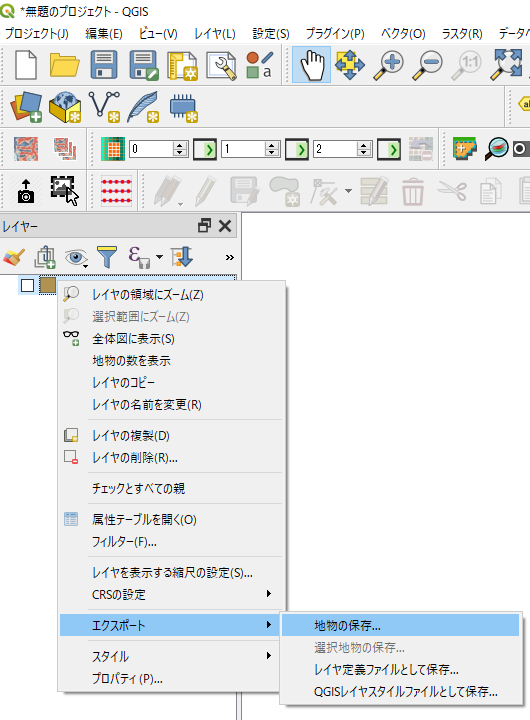 *無題のプロジェクト - QGIS
プロジェクト(J) 編集(E) ビュー(V) レイヤ(L) 設定(S) プラグイン(P) ベクタ(O) ラスタ(R) データベ
1:1
a
ab
0 1 2
レイヤー
ε
»
レイヤの領域にズーム(Z)
選択範囲にズーム(Z)
全体図に表示(S)
地物の数を表示
レイヤのコピー
レイヤの名前を変更(R)
レイヤの複製(D)
レイヤの削除(R)...
チェックとすべての親
属性テーブルを開く(O)
フィルター(F)...
レイヤを表示する縮尺の設定(S)...
CRSの設定
エクスポート
スタイル
プロパティ(P)...
地物の保存...
選択地物の保存...
レイヤ定義ファイルとして保存...
QGISレイヤスタイルファイルとして保存...